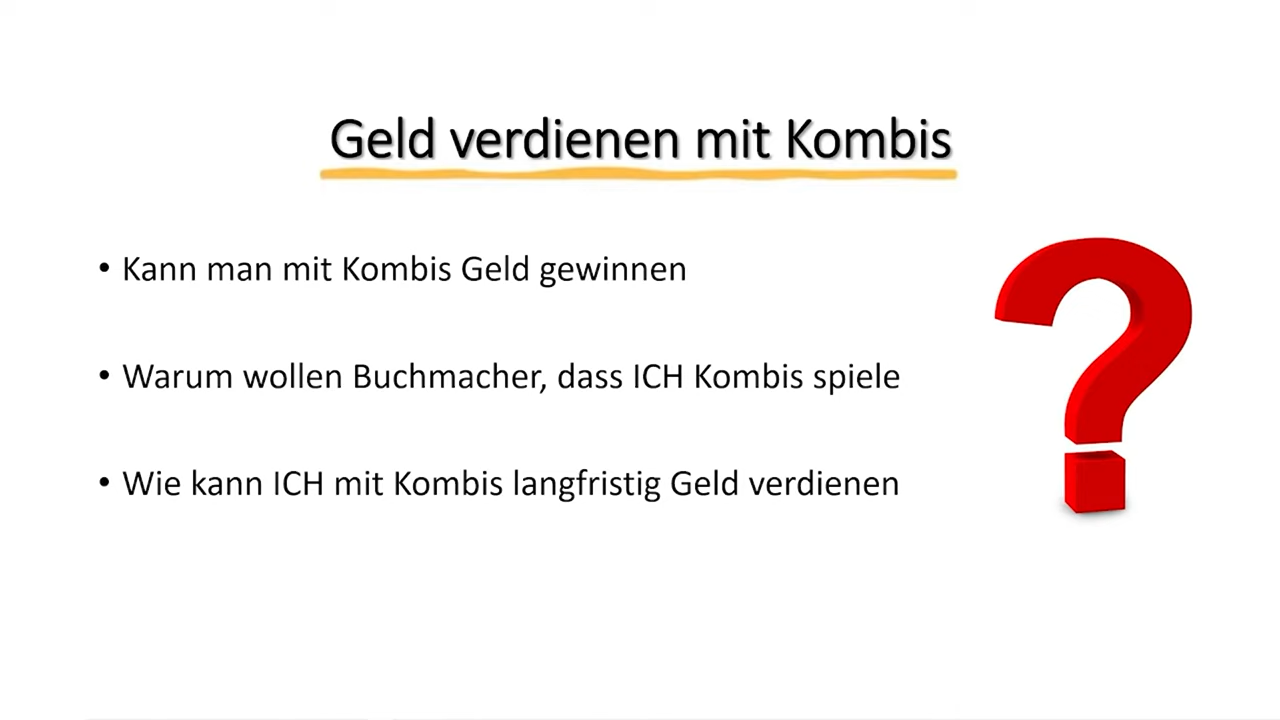 Geld verdienen mit Kombis
• Kann man mit Kombis Geld gewinnen
• Warum wollen Buchmacher, dass ICH Kombis spiele
• Wie kann ICH mit Kombis langfristig Geld verdienen
?